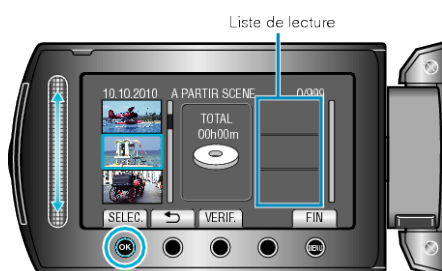 Liste de lecture
10.10.2010 A PARTIR SCENE 0/999
TOTAL
00h00m
SELEC. VERIF. FIN
OK MENU